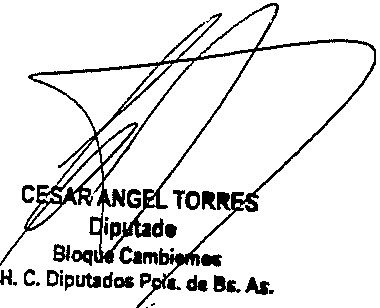 CESAR ANGEL TORRES
Diputado
Bloque Cambiemos
H. C. Diputados Pcia. de Bs. As.